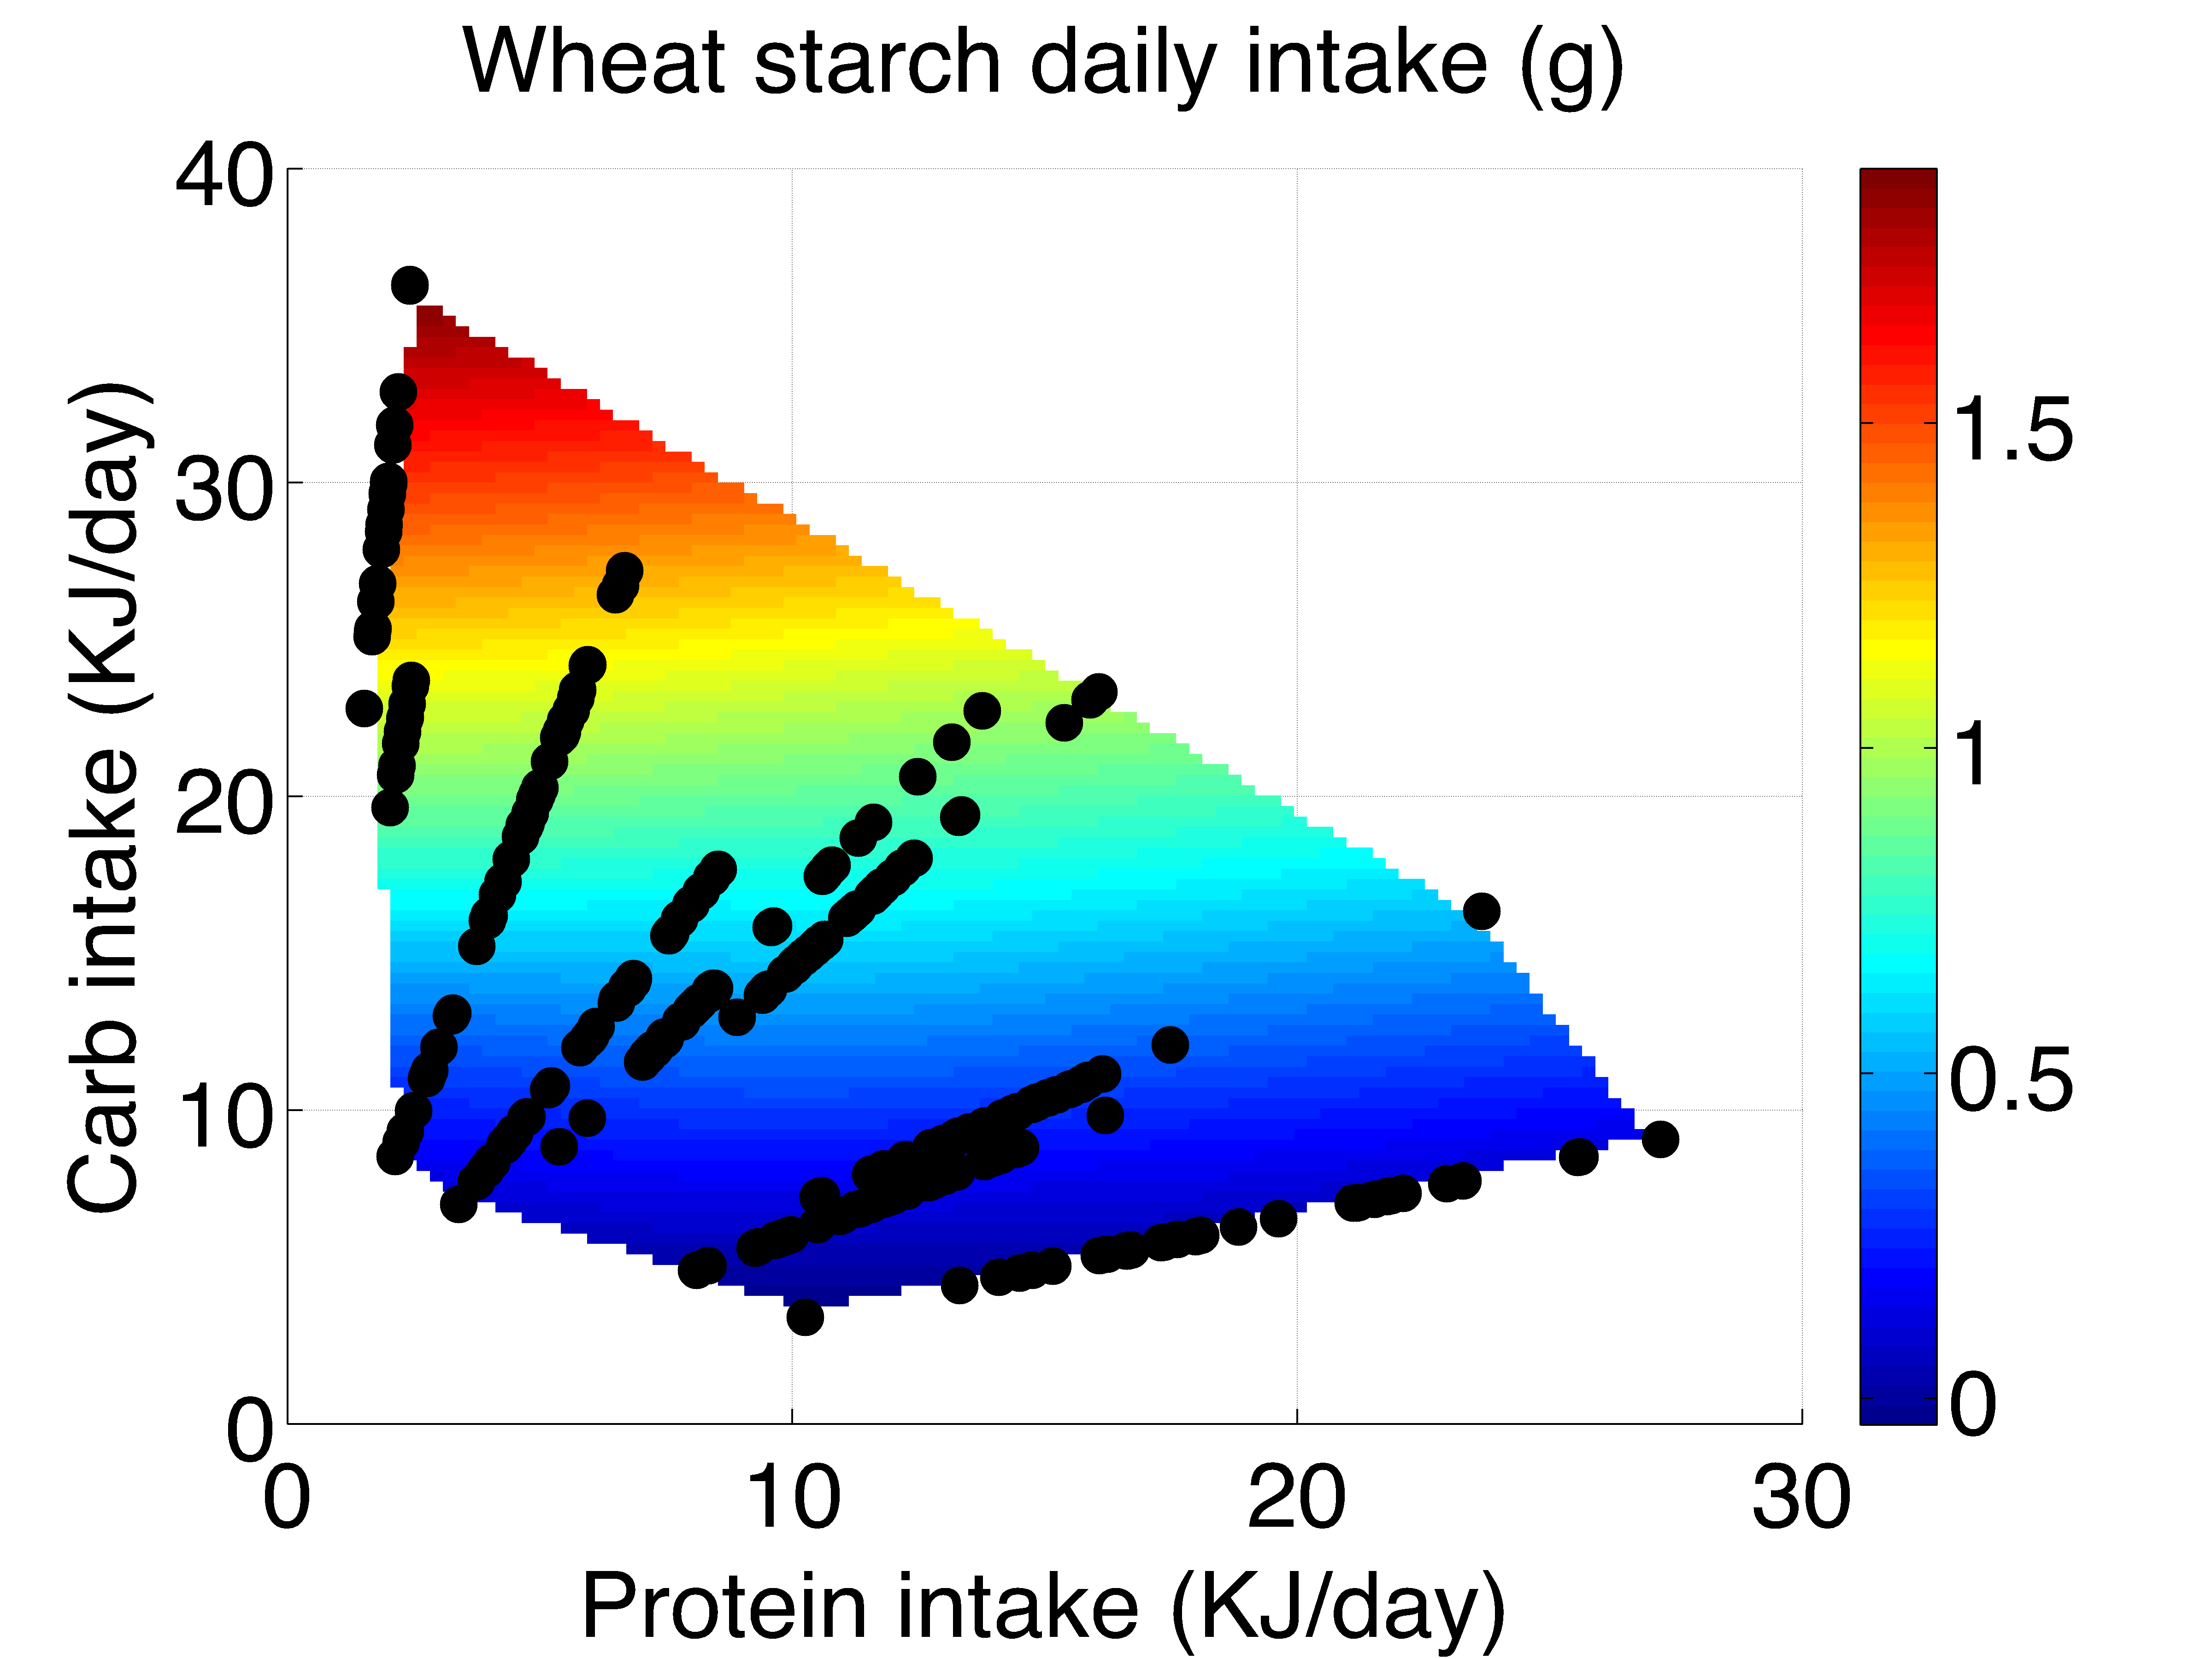 Wheat starch daily intake (g)
40
30
20
10
0
Carb intake (KJ/day)
0 10 20 30
Protein intake (KJ/day)
1.5
1
0.5
0